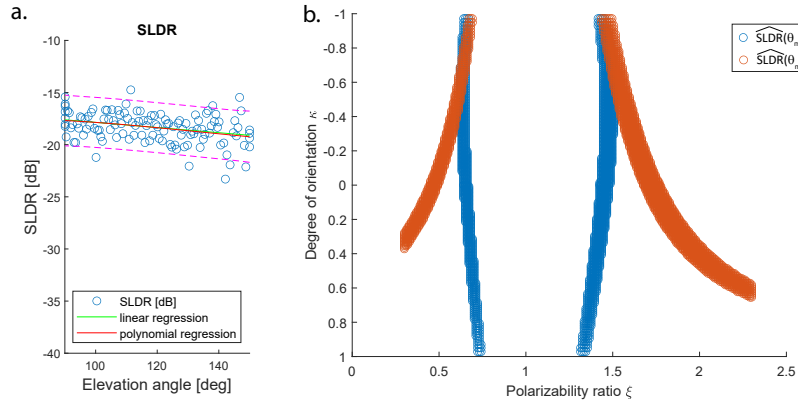 a.
SLDR
-10
-15
-20
-25
-30
-35
-40
SLDR [dB]
SLDR [dB]
linear regression
polynomial regression
100
120
140
Elevation angle [deg]
b.
-1
-0.8
-0.6
-0.4
-0.2
0
0.2
0.4
0.6
0.8
1
Degree of orientation κ
0
0.5
1
1.5
2
2.5
Polarizability ratio ξ
SLDR(θ
SLDR(θ